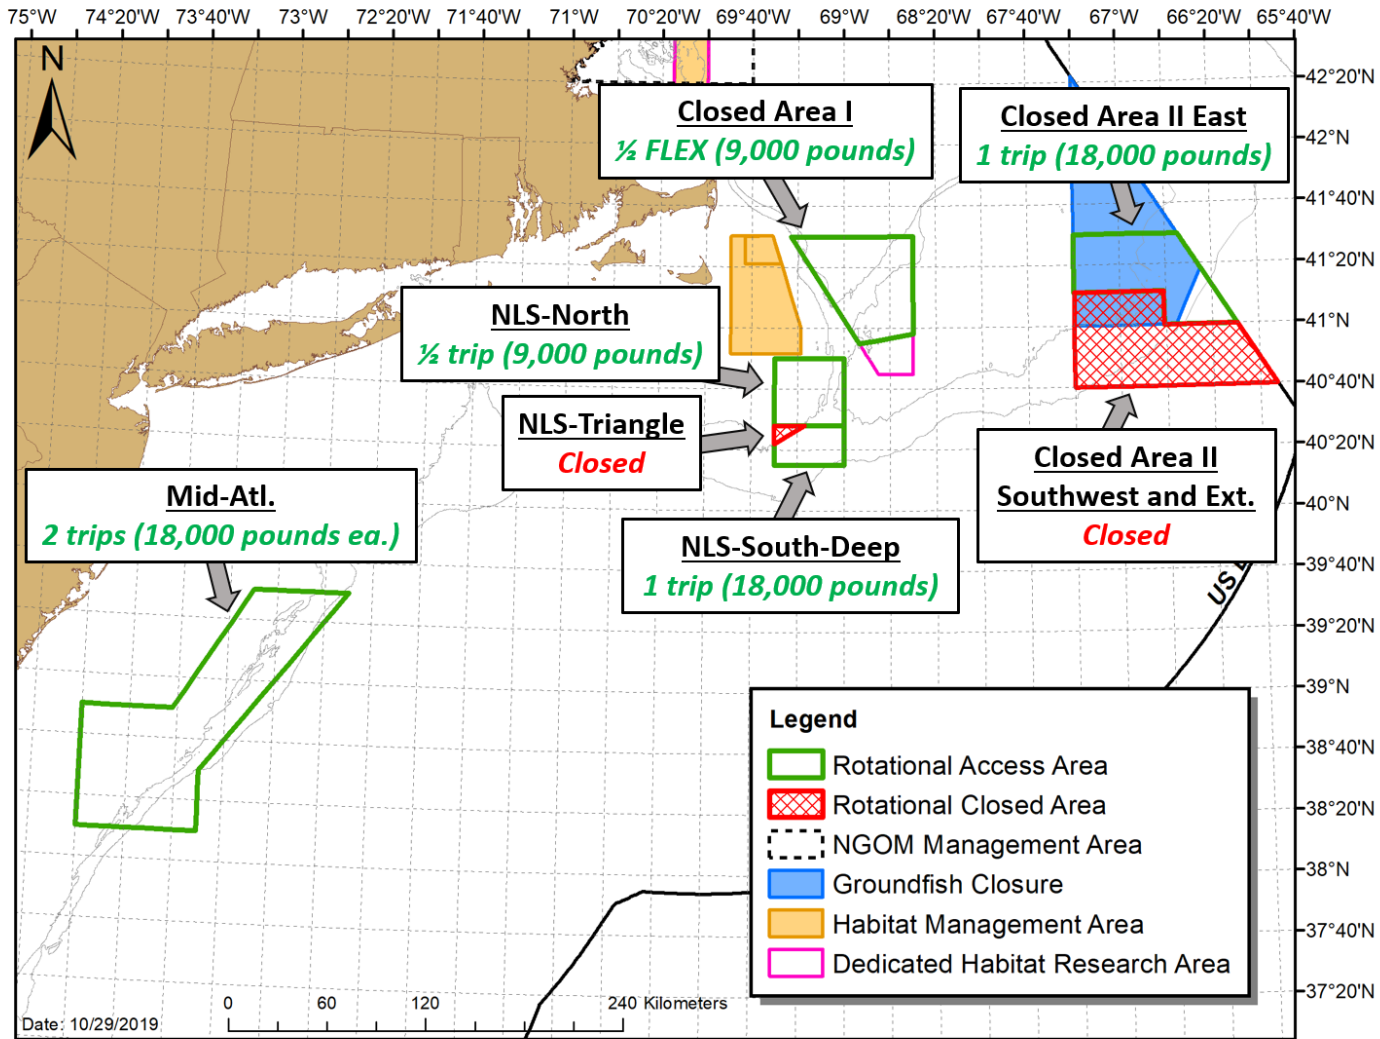 75°W 74°20'W 73°40'W 73°W 72°20'W 71°40'W 71°W 70°20'W 69°40'W 69°W 68°20'W 67°40'W 67°W 66°20'W 65°40'W
N
42°20'N
Closed Area I
½ FLEX (9,000 pounds)
Closed Area II East
1 trip (18,000 pounds)
42°N
41°40'N
41°20'N
41°N
NLS-North
½ trip (9,000 pounds)
40°40'N
NLS-Triangle
Closed
40°20'N
Closed Area II
Southwest and Ext.
Closed
40°N
Mid-Atl.
2 trips (18,000 pounds ea.)
NLS-South-Deep
1 trip (18,000 pounds)
39°40'N
US
39°20'N
39°N
Legend
Rotational Access Area
38°40'N
Rotational Closed Area
38°20'N
NGOM Management Area
38°N
Groundfish Closure
Habitat Management Area
37°40'N
Dedicated Habitat Research Area
37°20'N
0 60 120 240 Kilometers
Date: 10/29/2019